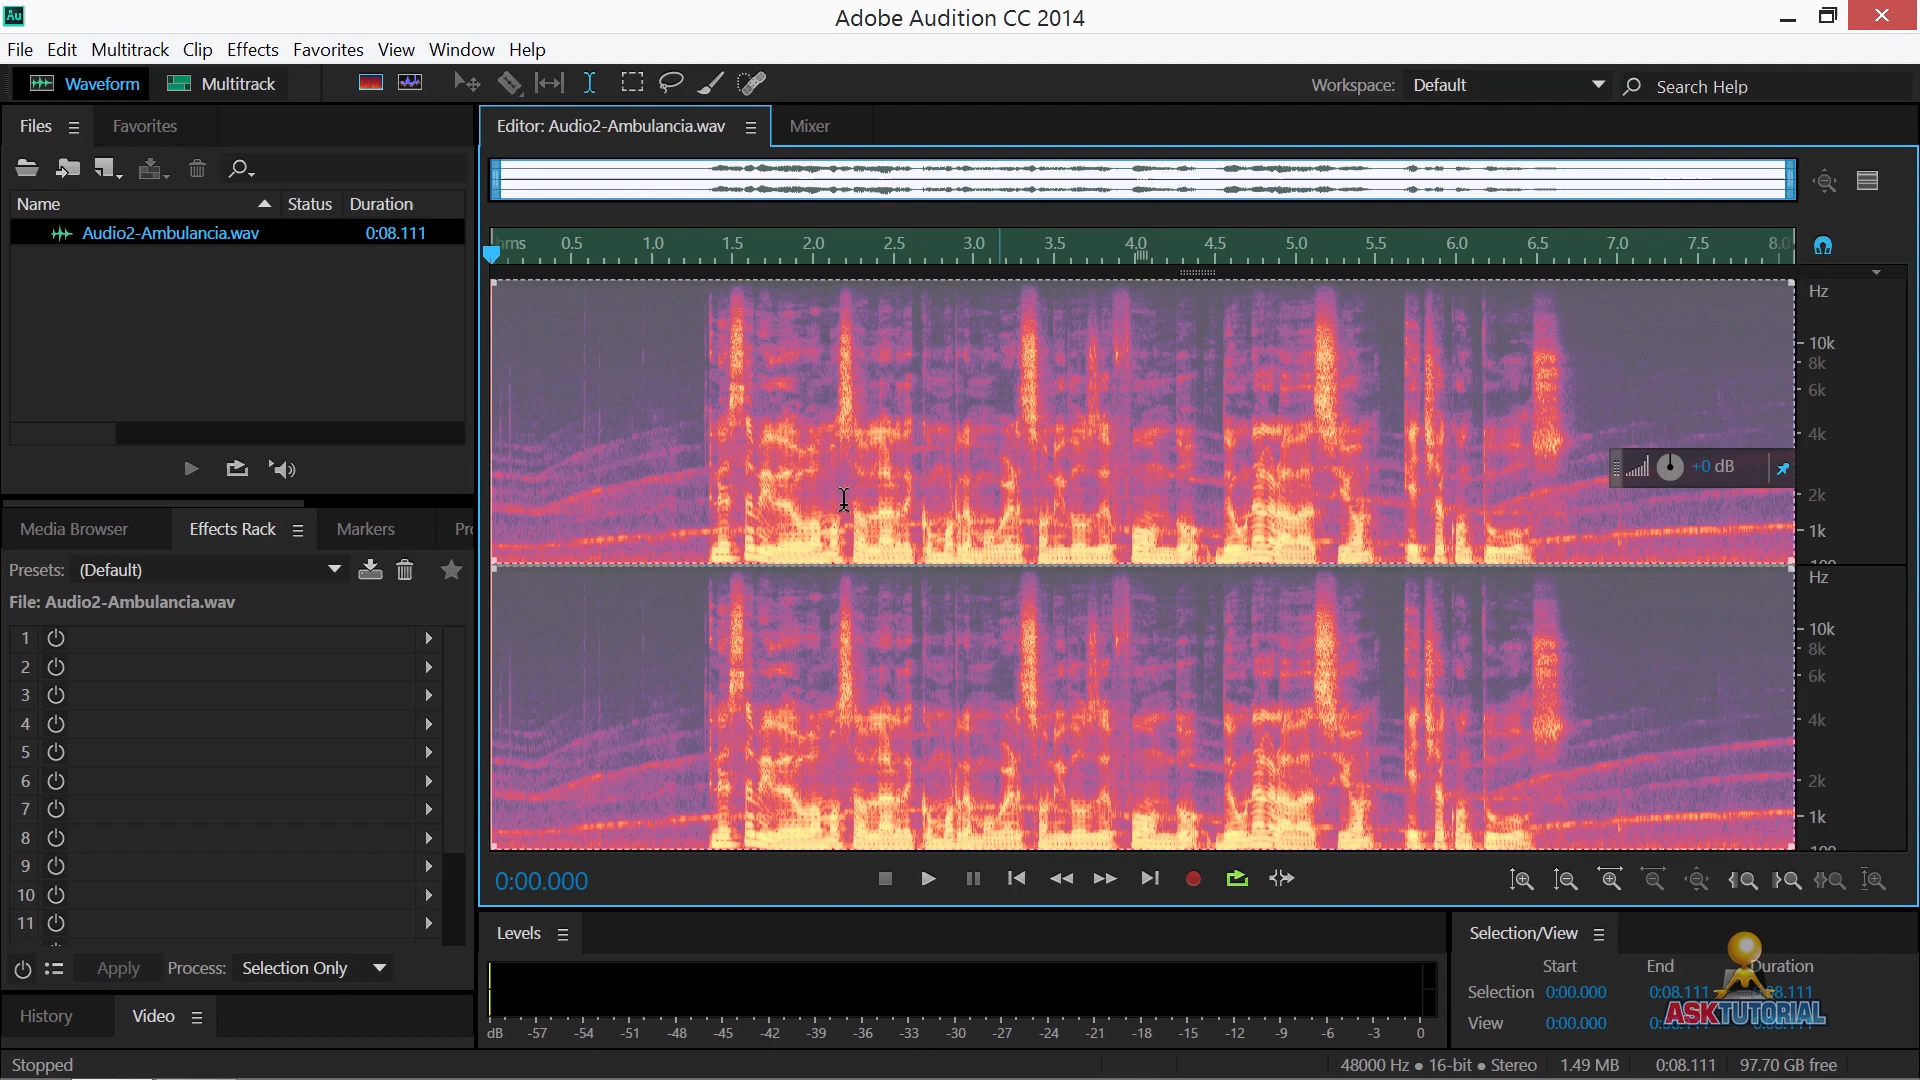 Au
Adobe Audition CC 2014
File Edit Multitrack Clip Effects Favorites View Window Help
Waveform Multitrack
Workspace: Default Search Help
Files Favorites
Name Status Duration
Audio2-Ambulancia.wav 0:08.111
Media Browser Effects Rack Markers Pr
Presets: (Default)
File: Audio2-Ambulancia.wav
1
2
3
4
5
6
7
8
9
10
11
Apply Process: Selection Only
History Video
Editor: Audio2-Ambulancia.wav Mixer
hms 0.5 1.0 1.5 2.0 2.5 3.0 3.5 4.0 4.5 5.0 5.5 6.0 6.5 7.0 7.5 8.0
Hz
10k
8k
6k
4k
+0 dB
2k
1k
Hz
10k
8k
6k
4k
2k
1k
0:00.000
Levels
dB -57 -54 -51 -48 -45 -42 -39 -36 -33 -30 -27 -24 -21 -18 -15 -12 -9 -6 -3 0
Selection/View
Start End Duration
Selection 0:00.000 0:08.111
View 0:00.000
ASKTUTORIAL
Stopped
48000 Hz • 16-bit • Stereo 1.49 MB 0:08.111 97.70 GB free